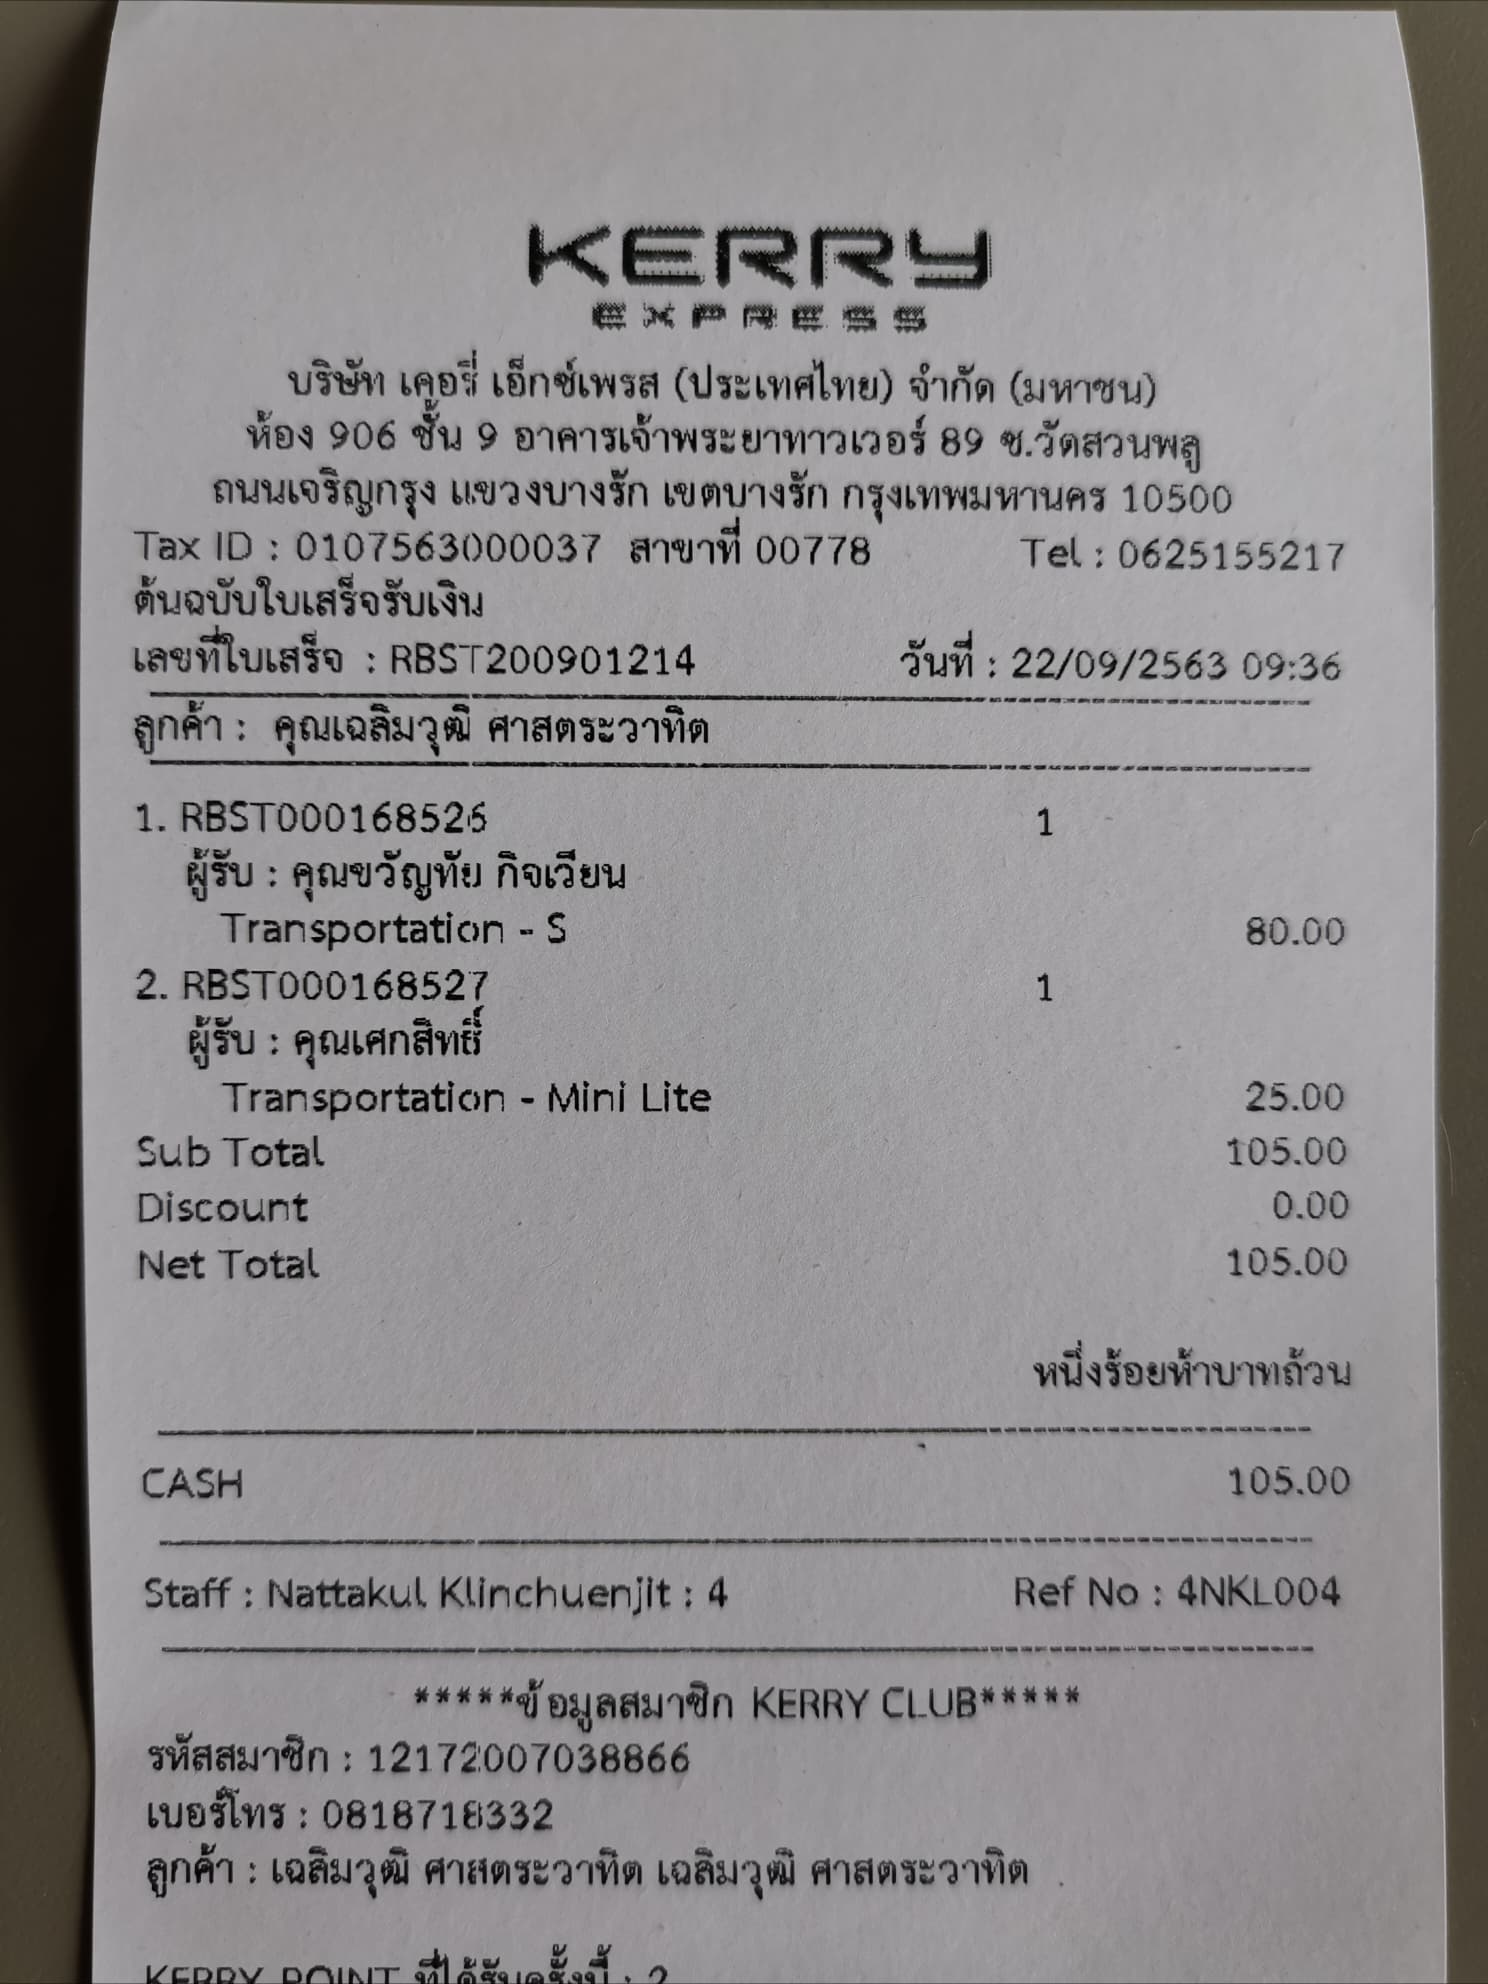 KERRY
EXPRESS
บริษัท เคอรี่ เอ็กซ์เพรส (ประเทศไทย) จำกัด (มหาชน)
ห้อง 906 ชั้น 9 อาคารเจ้าพระยาทาวเวอร์ 89 ซ.วัดสวนพลู
ถนนเจริญกรุง แขวงบางรัก เขตบางรัก กรุงเทพมหานคร 10500
Tax ID : 0107563000037 สาขาที่ 00778 Tel : 0625155217
ต้นฉบับใบเสร็จรับเงิน
เลขที่ใบเสร็จ : RBST200901214 วันที่ : 22/09/2563 09:36
ลูกค้า : คุณเฉลิมวุฒิ ศาสตระวาทิต
1. RBST000168526 1
ผู้รับ : คุณขวัญทัย กิจเวียน
Transportation - S 80.00
2. RBST000168527 1
ผู้รับ : คุณเศกสิทธิ์
Transportation - Mini Lite 25.00
Sub Total 105.00
Discount 0.00
Net Total 105.00
หนึ่งร้อยห้าบาทถ้วน
CASH 105.00
Staff : Nattakul Klinchuenjit : 4 Ref No : 4NKL004
*****ข้อมูลสมาชิก KERRY CLUB*****
รหัสสมาชิก : 12172007038866
เบอร์โทร : 0818718332
ลูกค้า : เฉลิมวุฒิ ศาสตระวาทิต เฉลิมวุฒิ ศาสตระวาทิต
KERRY POINT ที่ได้รับครั้งนี้ : 2